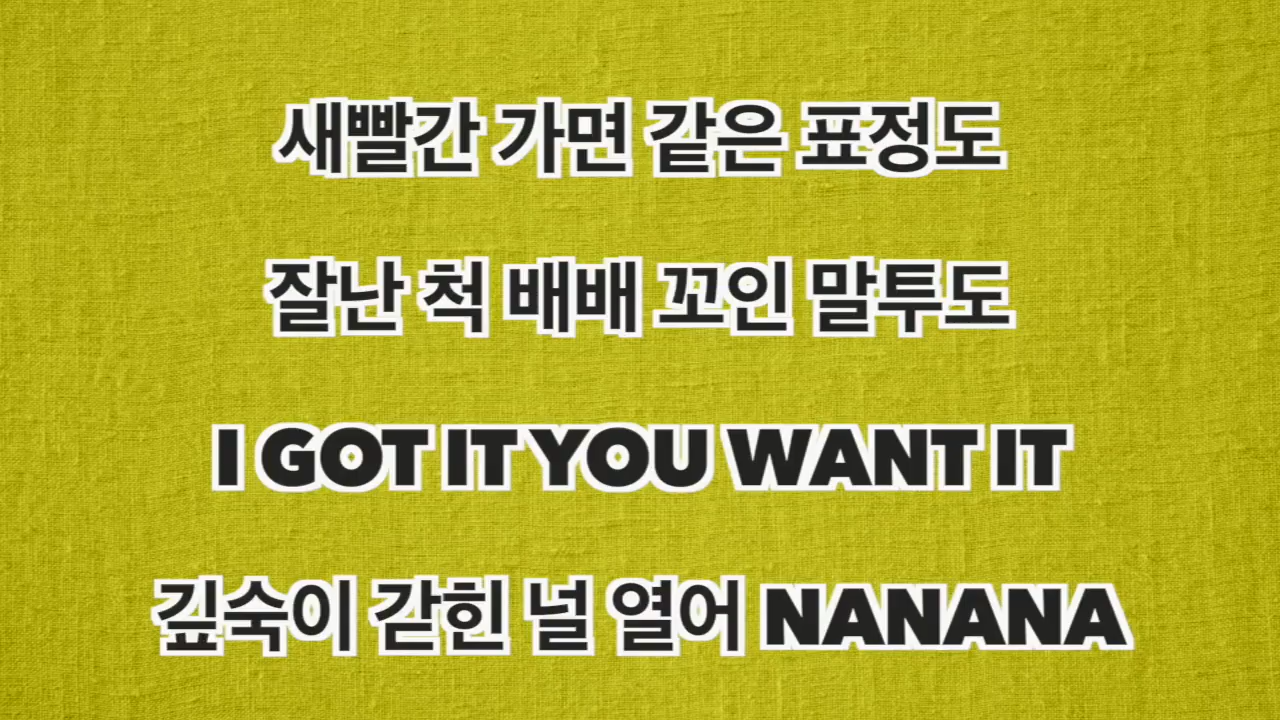 새빨간 가면 같은 표정도
잘난 척 배배 꼬인 말투도
I GOT IT YOU WANT IT
깊숙이 갇힌 널 열어 NANANA